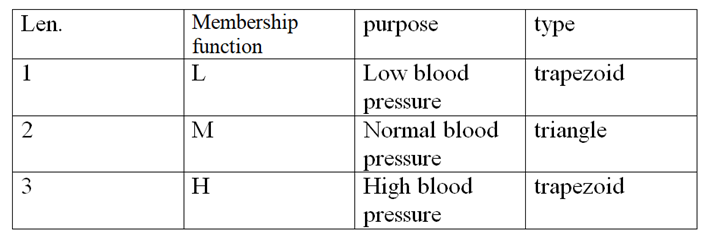 Len. Membership function purpose type
1 L Low blood pressure trapezoid
2 M Normal blood pressure triangle
3 H High blood pressure trapezoid